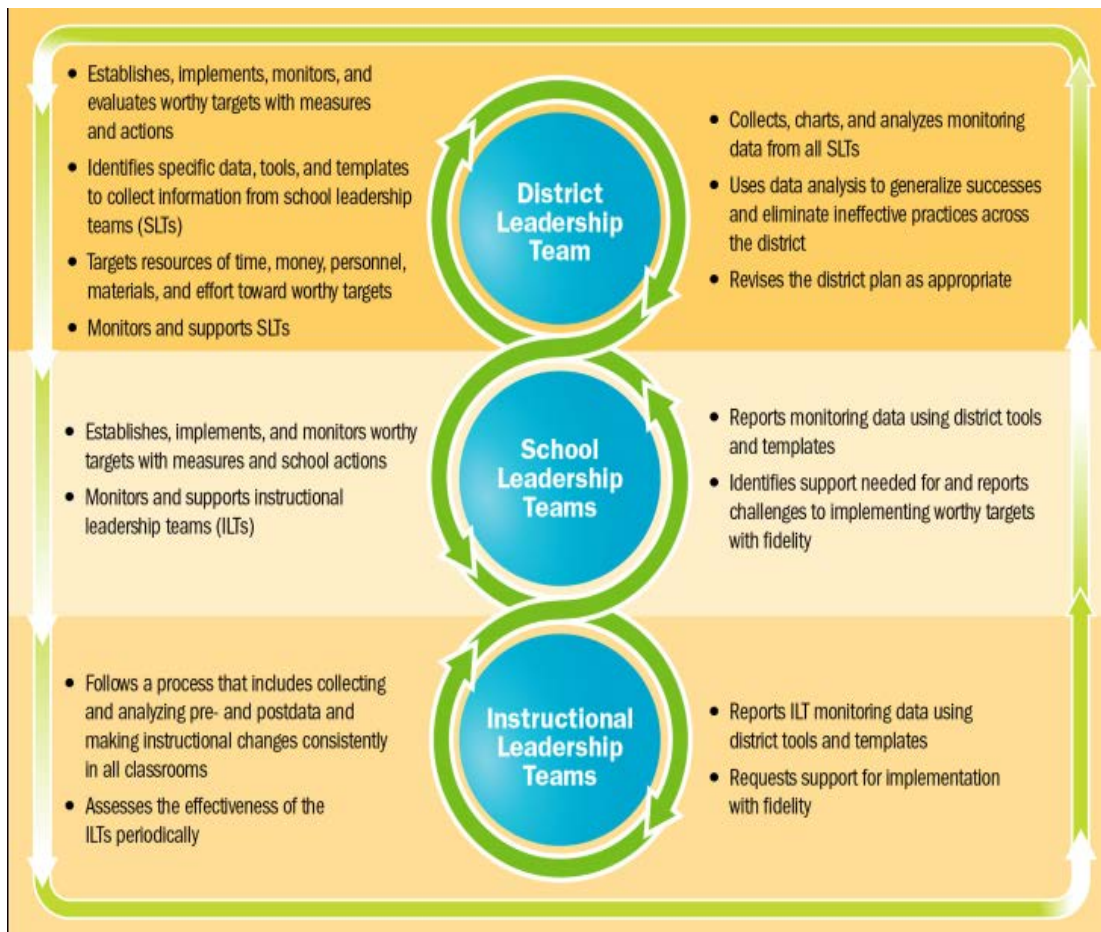 • Establishes, implements, monitors, and
evaluates worthy targets with measures
and actions
• Identifies specific data, tools, and templates
to collect information from school leadership
teams (SLTs)
• Targets resources of time, money, personnel,
materials, and effort toward worthy targets
• Monitors and supports SLTs
District
Leadership
Team
• Collects, charts, and analyzes monitoring
data from all SLTs
• Uses data analysis to generalize successes
and eliminate ineffective practices across
the district
• Revises the district plan as appropriate
• Establishes, implements, and monitors worthy
targets with measures and school actions
• Monitors and supports instructional
leadership teams (ILTs)
School
Leadership
Teams
• Reports monitoring data using district tools
and templates
• Identifies support needed for and reports
challenges to implementing worthy targets
with fidelity
• Follows a process that includes collecting
and analyzing pre- and postdata and
making instructional changes consistently
in all classrooms
• Assesses the effectiveness of the
ILTs periodically
Instructional
Leadership
Teams
• Reports ILT monitoring data using
district tools and templates
• Requests support for implementation
with fidelity